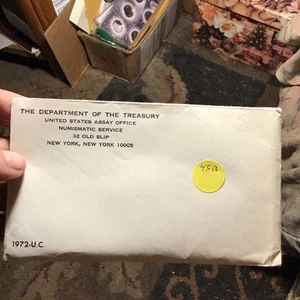 THE DEPARTMENT OF THE TREASURY
UNITED STATES ASSAY OFFICE
NUMISMATIC SERVICE
32 OLD SLIP
NEW YORK, NEW YORK 10005
1972-U.C.